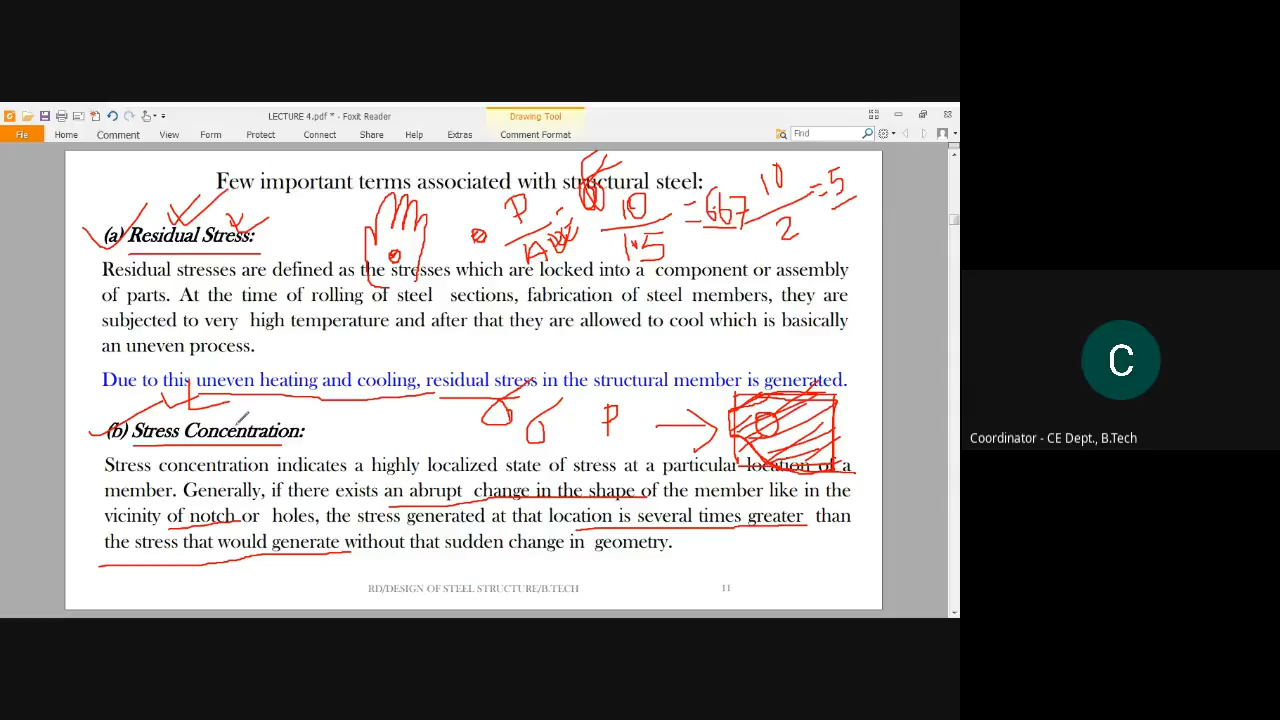 LECTURE 4.pdf * - Foxit Reader
Drawing Tool
File Home Comment View Form Protect Connect Share Help Extras Comment Format Find
Few important terms associated with structural steel:
P/A 10/1.5 = 6.67 10/2 = 5
(a) Residual Stress:
Residual stresses are defined as the stresses which are locked into a component or assembly
of parts. At the time of rolling of steel sections, fabrication of steel members, they are
subjected to very high temperature and after that they are allowed to cool which is basically
an uneven process.
Due to this uneven heating and cooling, residual stress in the structural member is generated.
σ σ P
(b) Stress Concentration:
Stress concentration indicates a highly localized state of stress at a particular location of a
member. Generally, if there exists an abrupt change in the shape of the member like in the
vicinity of notch or holes, the stress generated at that location is several times greater than
the stress that would generate without that sudden change in geometry.
RD/DESIGN OF STEEL STRUCTURE/B.TECH 11
C
Coordinator - CE Dept., B.Tech